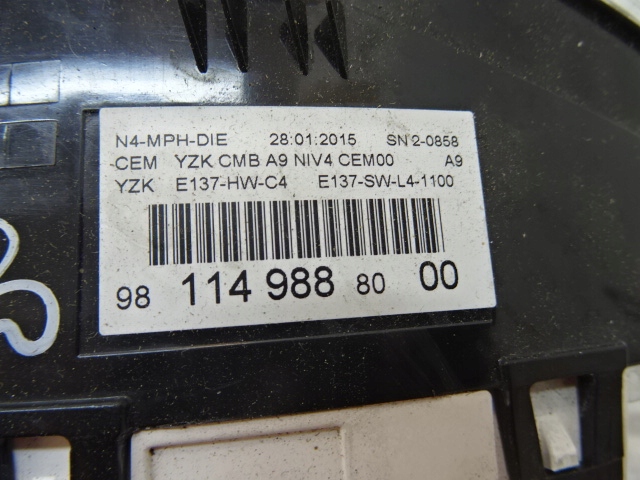 N4-MPH-DIE 28:01:2015 SN 2-0858
CEM YZK CMB A9 NIV4 CEM00 A9
YZK E137-HW-C4 E137-SW-L4-1100
98 114 988 80 00